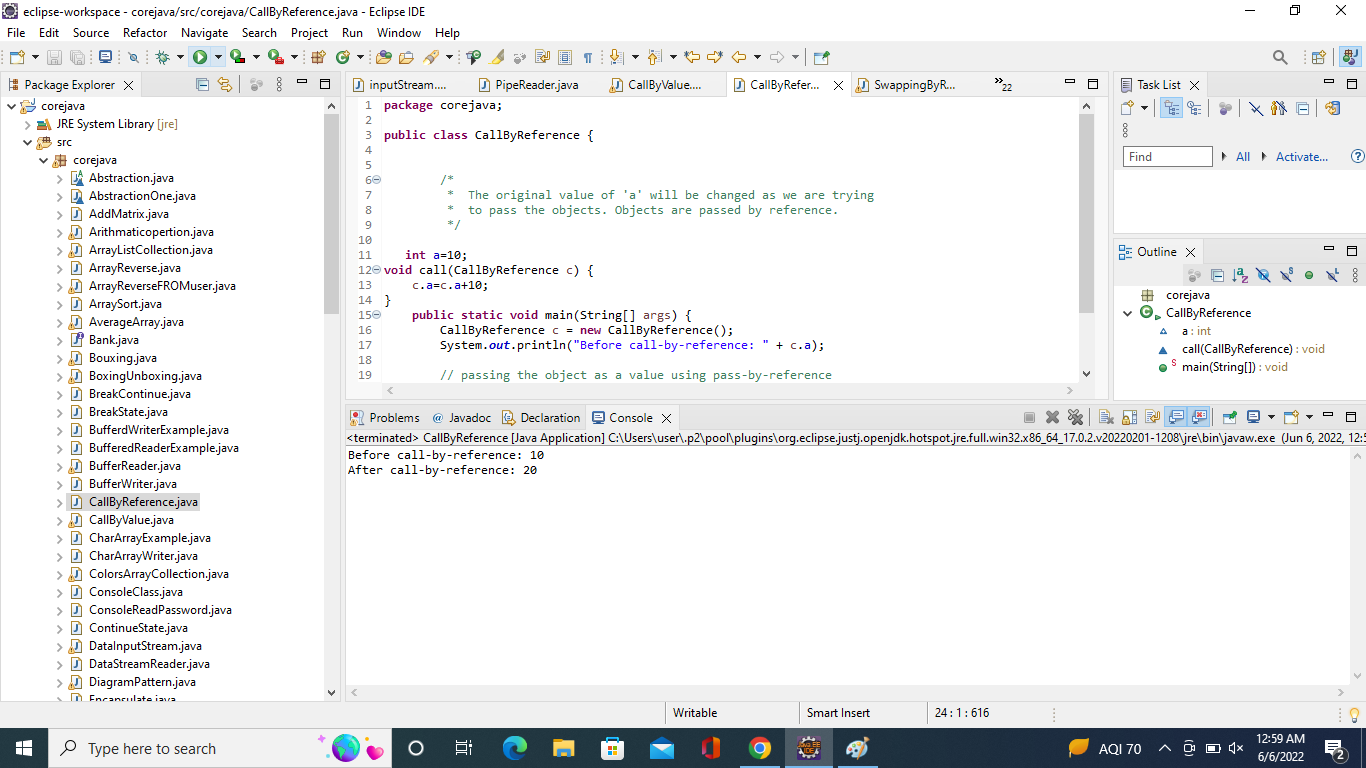 eclipse-workspace - corejava/src/corejava/CallByReference.java - Eclipse IDE
File Edit Source Refactor Navigate Search Project Run Window Help
Package Explorer
corejava
JRE System Library [jre]
src
corejava
Abstraction.java
AbstractionOne.java
AddMatrix.java
Arithmaticopertion.java
ArrayListCollection.java
ArrayReverse.java
ArrayReverseFROMuser.java
ArraySort.java
AverageArray.java
Bank.java
Bouxing.java
BoxingUnboxing.java
BreakContinue.java
BreakState.java
BufferdWriterExample.java
BufferedReaderExample.java
BufferReader.java
BufferWriter.java
CallByReference.java
CallByValue.java
CharArrayExample.java
CharArrayWriter.java
ColorsArrayCollection.java
ConsoleClass.java
ConsoleReadPassword.java
ContinueState.java
DataInputStream.java
DataStreamReader.java
DiagramPattern.java
Encapsulate.java
inputStream.... PipeReader.java CallByValue.... CallByRefer... SwappingByR... »22
1 package corejava;
2
3 public class CallByReference {
4
5
6 /*
7 * The original value of 'a' will be changed as we are trying
8 * to pass the objects. Objects are passed by reference.
9 */
10
11 int a=10;
12 void call(CallByReference c) {
13 c.a=c.a+10;
14 }
15 public static void main(String[] args) {
16 CallByReference c = new CallByReference();
17 System.out.println("Before call-by-reference: " + c.a);
18
19 // passing the object as a value using pass-by-reference
Problems @ Javadoc Declaration Console
<terminated> CallByReference [Java Application] C:\Users\user\.p2\pool\plugins\org.eclipse.justj.openjdk.hotspot.jre.full.win32.x86_64_17.0.2.v20220201-1208\jre\bin\javaw.exe (Jun 6, 2022, 12:5
Before call-by-reference: 10
After call-by-reference: 20
Task List
Find All Activate...
Outline
corejava
CallByReference
a : int
call(CallByReference) : void
S main(String[]) : void
Writable Smart Insert 24 : 1 : 616
Type here to search
AQI 70
12:59 AM
6/6/2022
2